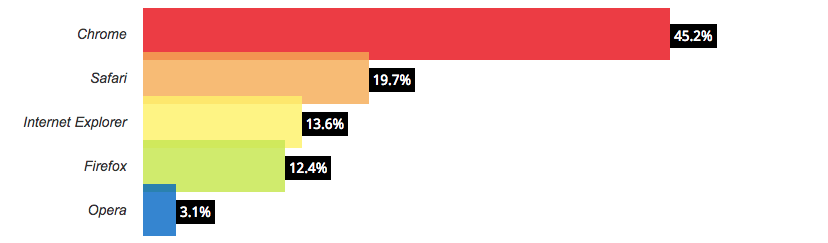 Chrome 45.2%
Safari 19.7%
Internet Explorer 13.6%
Firefox 12.4%
Opera 3.1%